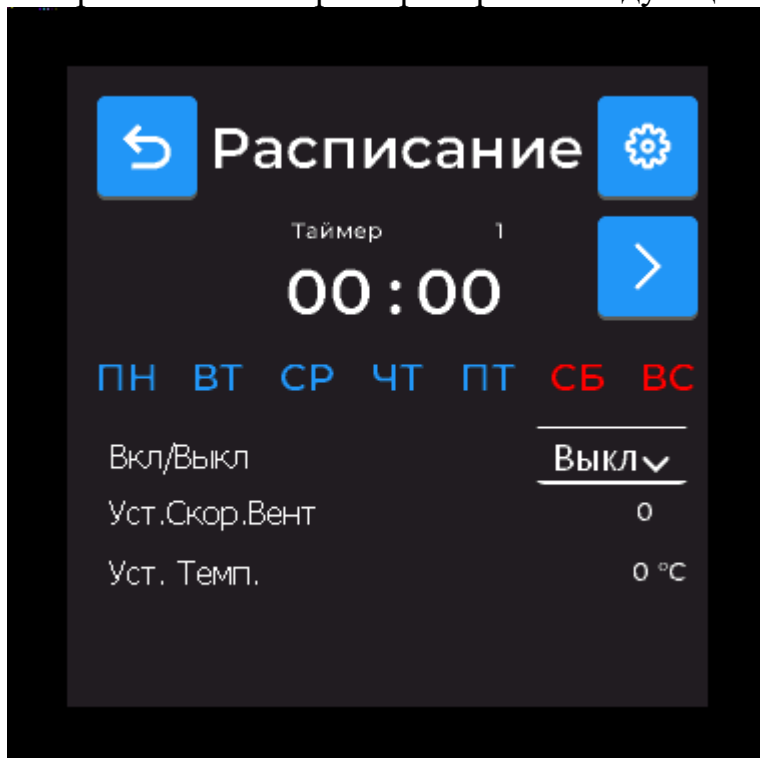 Расписание
Таймер 1
00:00
ПН ВТ СР ЧТ ПТ СБ ВС
Вкл/Выкл Выкл
Уст.Скор.Вент 0
Уст. Темп. 0 °C